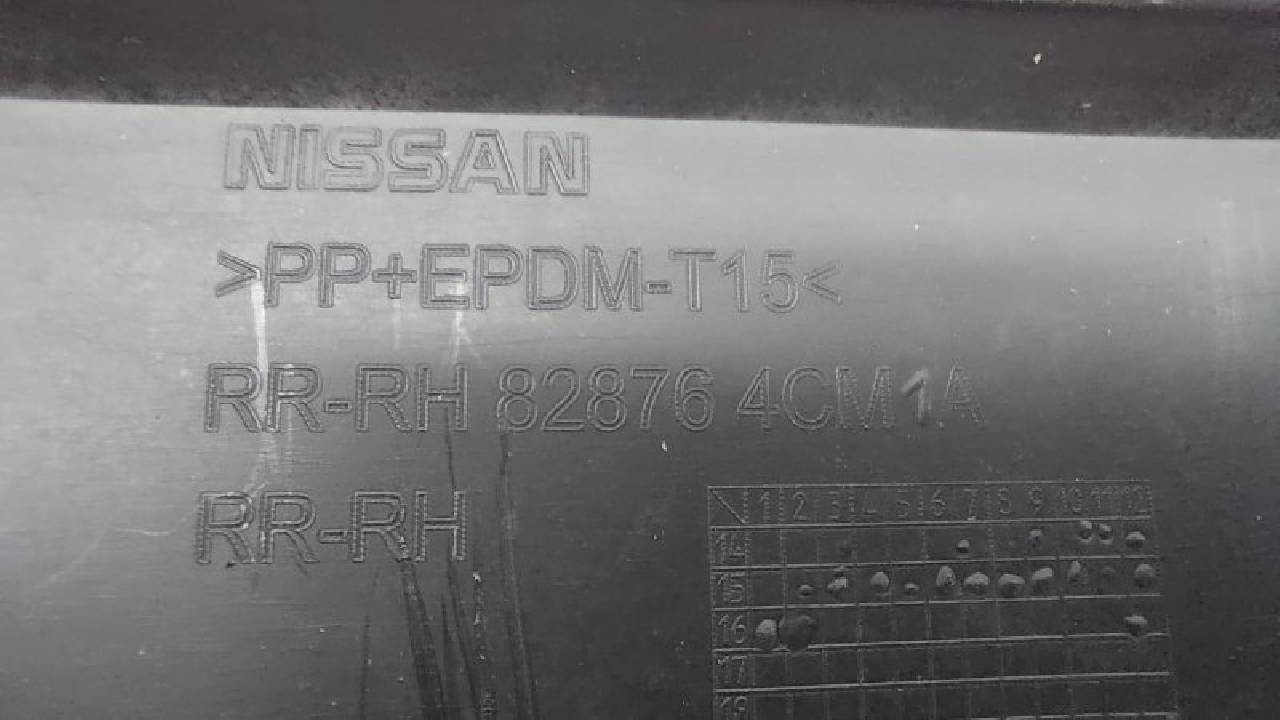 NISSAN
>PP+EPDM-T15<
RR-RH 82876 4CM1A
RR-RH
1 2 3 4 5 6 7 8 9 10 11 12
14
15
16
17